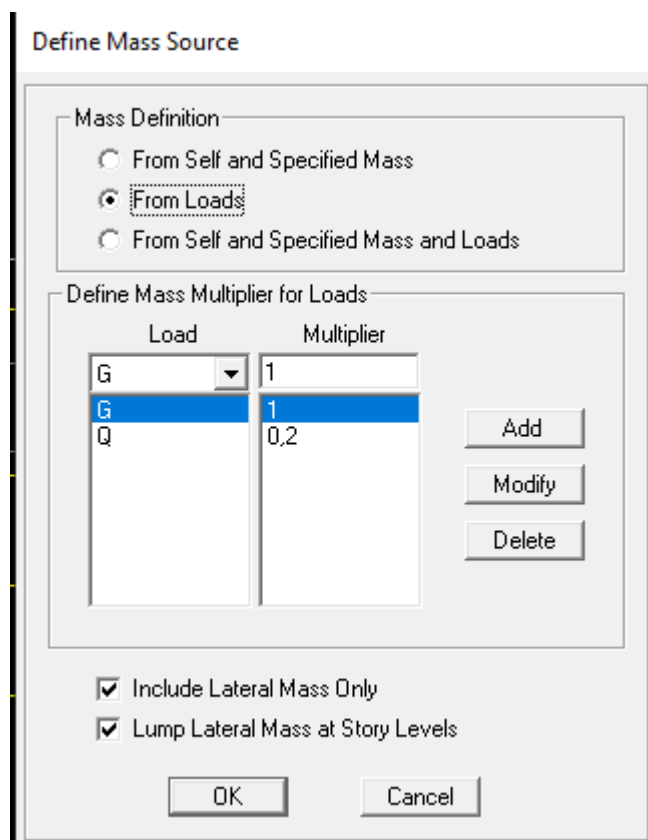 Define Mass Source
Mass Definition
From Self and Specified Mass
From Loads
From Self and Specified Mass and Loads
Define Mass Multiplier for Loads
Load Multiplier
G 1
G 1
Q 0,2
Add
Modify
Delete
Include Lateral Mass Only
Lump Lateral Mass at Story Levels
OK Cancel